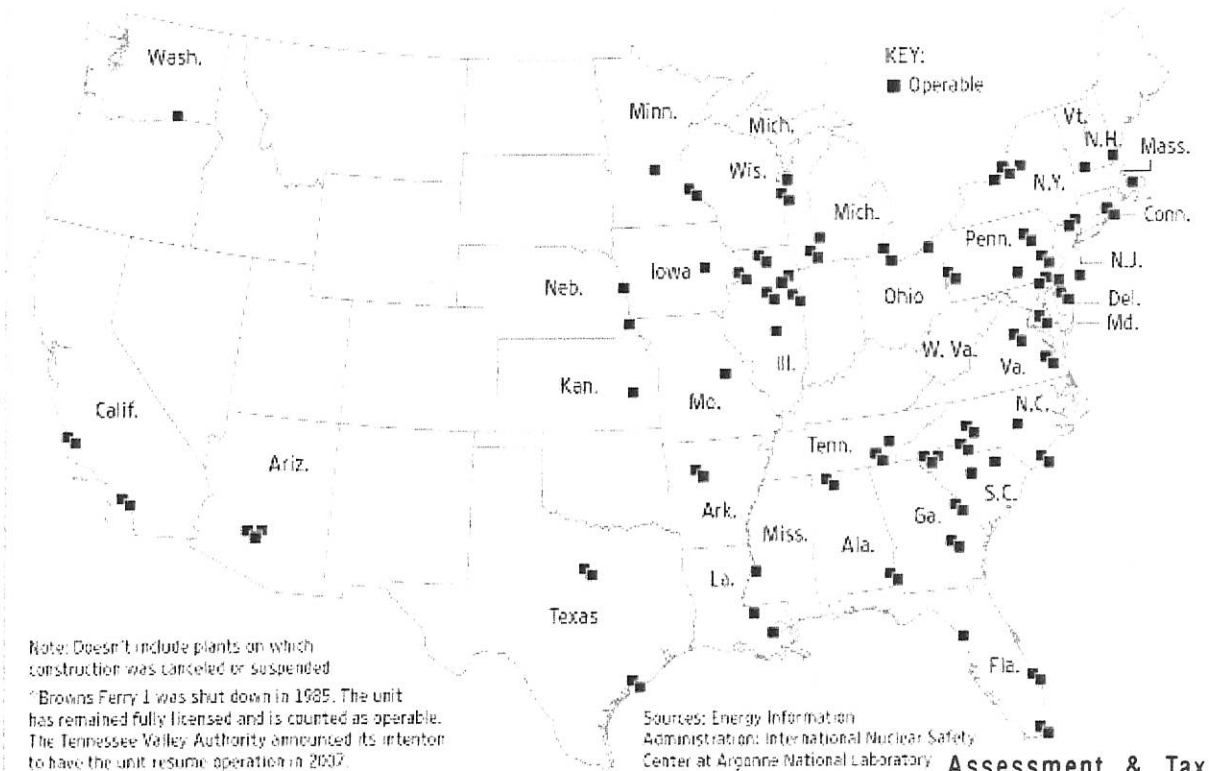 Wash.
KEY:
Operable
Minn.
Mich.
Vt.
N.H.
Mass.
Wis.
N.Y.
Mich.
Conn.
Penn.
Iowa
N.J.
Neb.
Ohio
Del.
Md.
W. Va.
Ill.
Va.
Kan.
Mo.
Calif.
N.C.
Tenn.
Ariz.
S.C.
Ark.
Ga.
Miss.
Ala.
La.
Texas
Fla.
Note: Doesn't include plants on which
construction was canceled or suspended
*Browns Ferry 1 was shut down in 1985. The unit
has remained fully licensed and is counted as operable.
The Tennessee Valley Authority announced its intenton
to have the unit resume operation in 2007.
Sources: Energy Information
Administration; International Nuclear Safety
Center at Argonne National Laboratory
Assessment & Tax